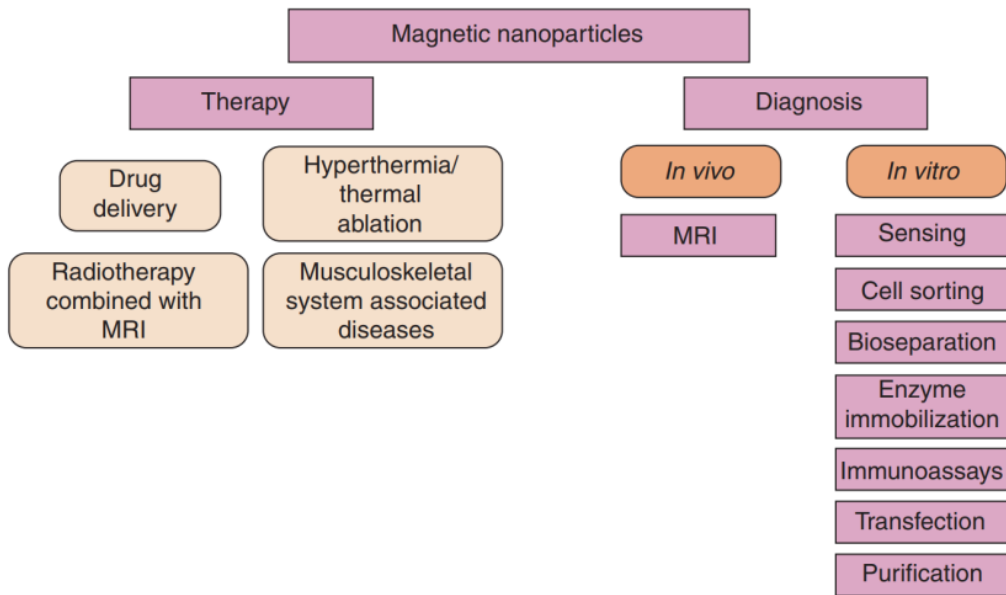 Magnetic nanoparticles
Therapy
Diagnosis
Drug
delivery
Hyperthermia/
thermal
ablation
Radiotherapy
combined with
MRI
Musculoskeletal
system associated
diseases
In vivo
MRI
In vitro
Sensing
Cell sorting
Bioseparation
Enzyme
immobilization
Immunoassays
Transfection
Purification